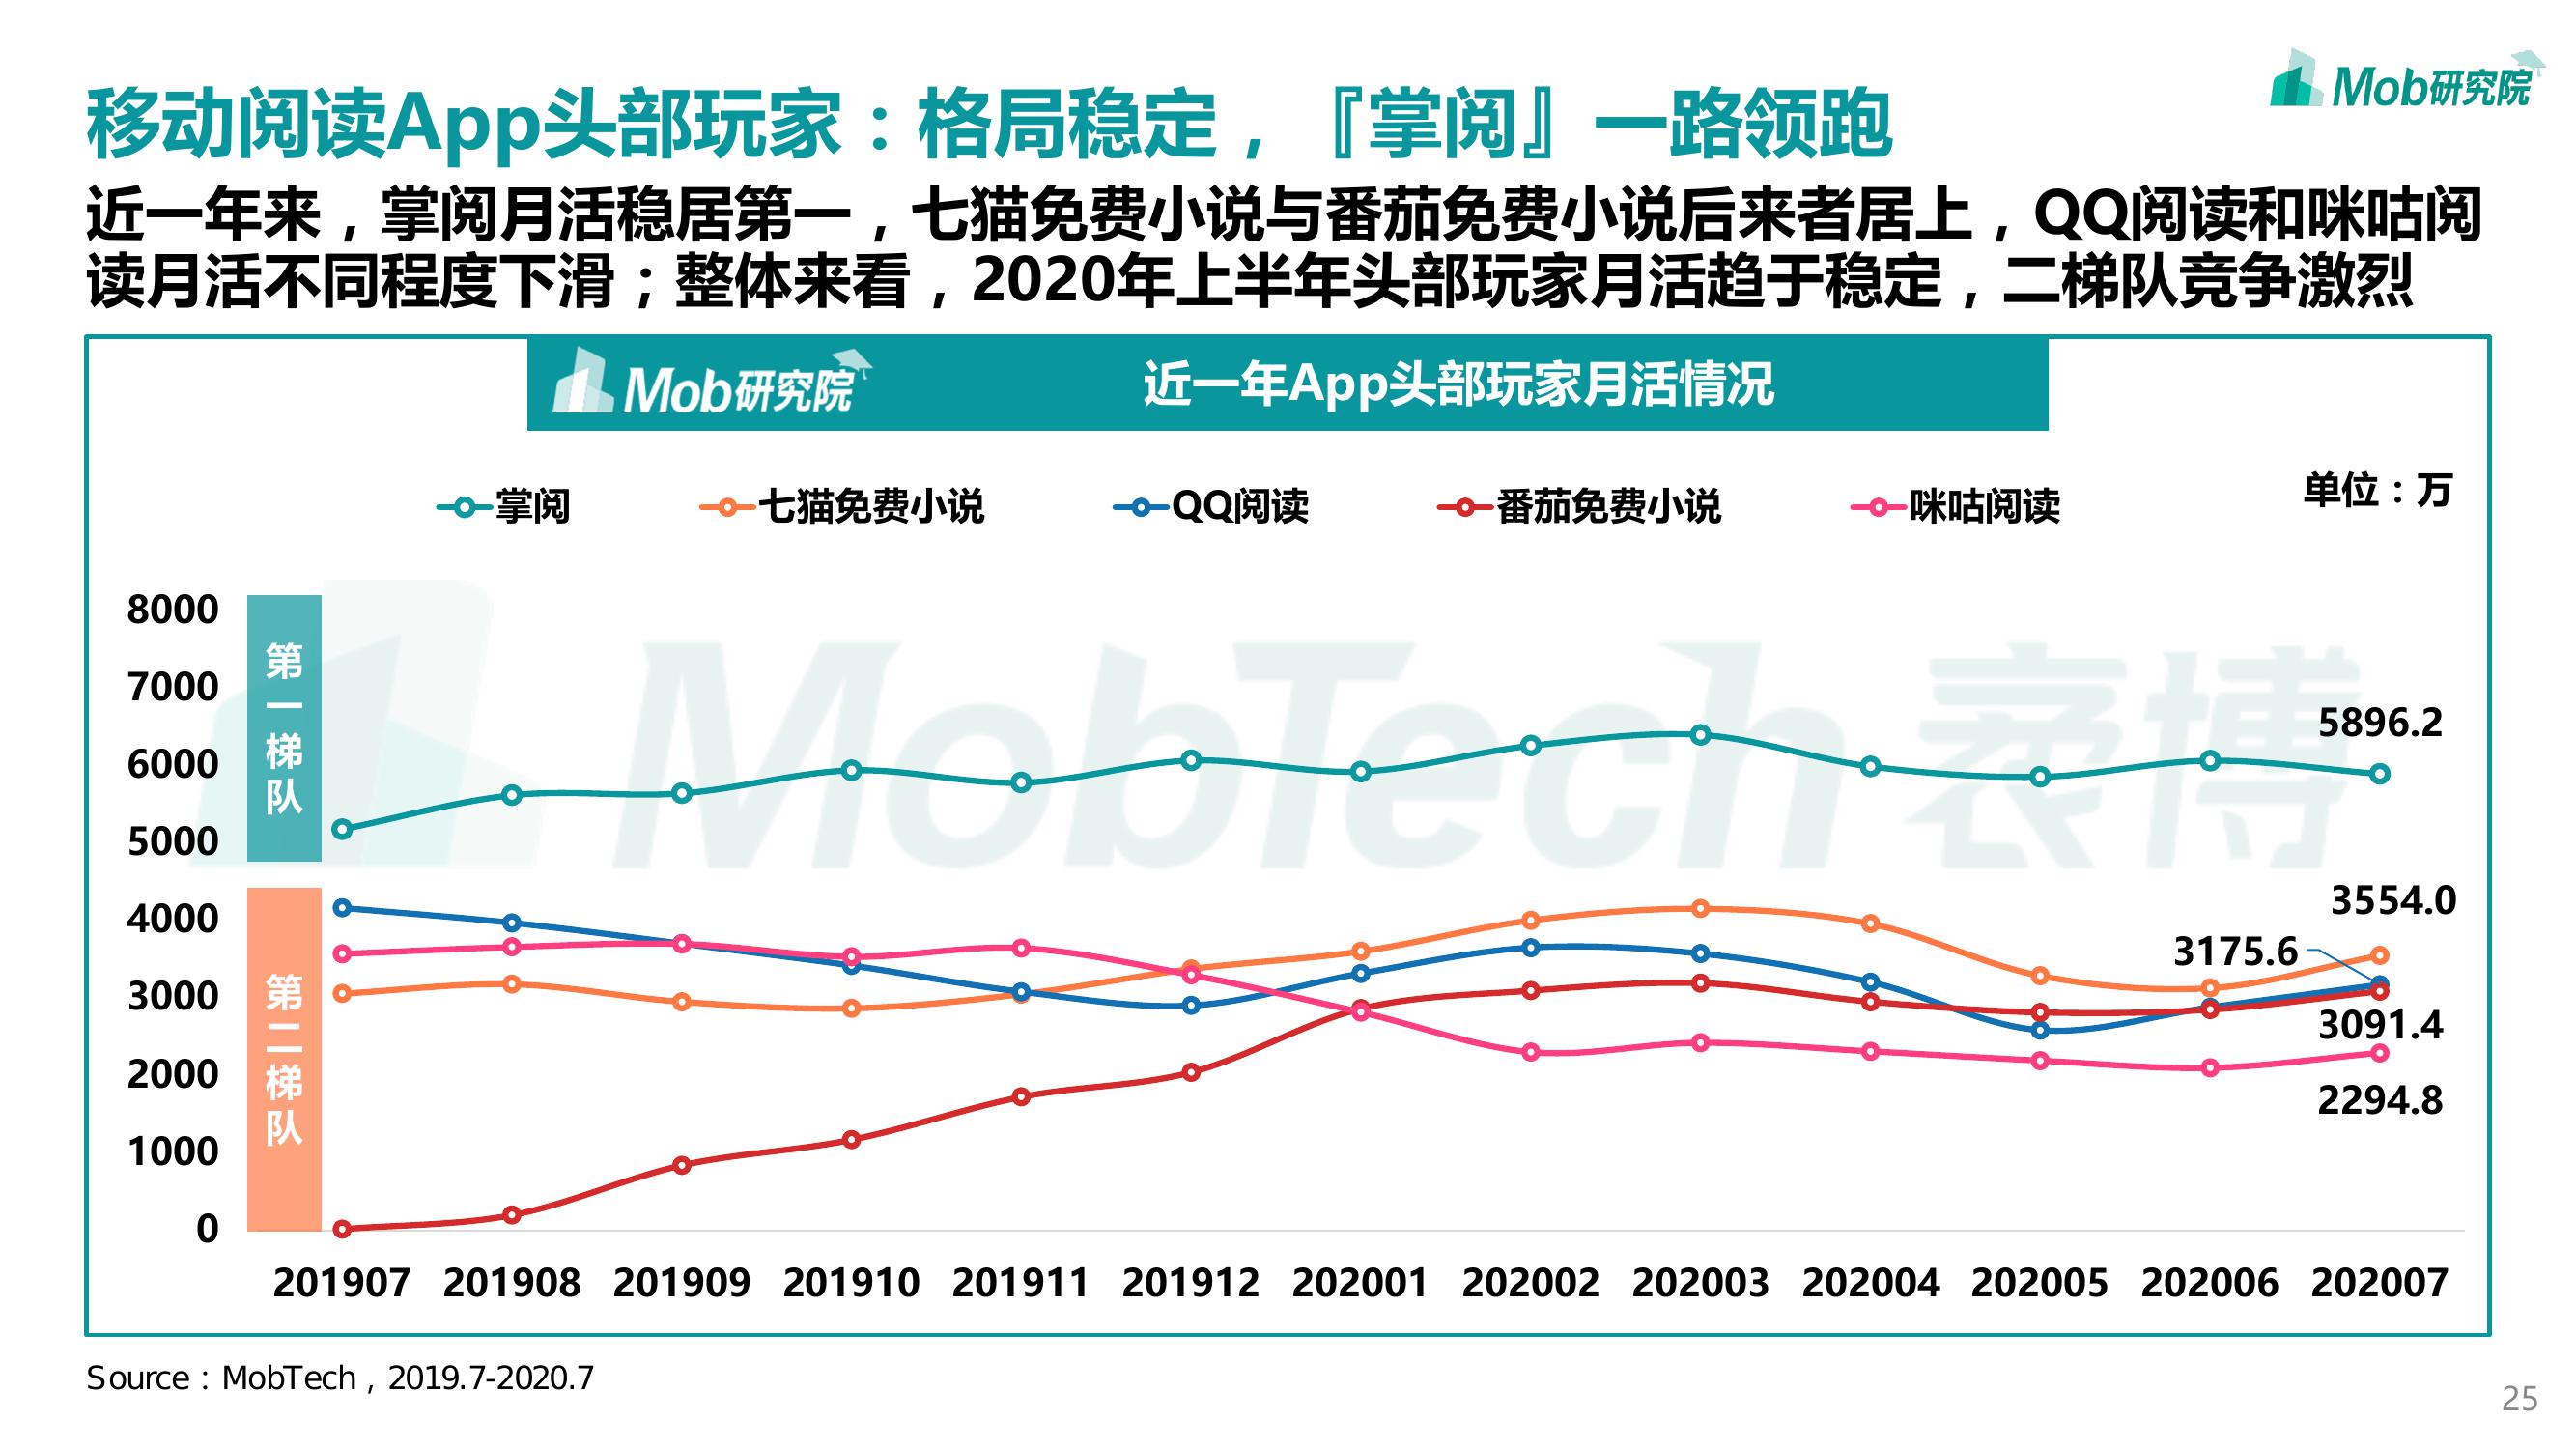 Mob研究院
移动阅读App头部玩家：格局稳定，『掌阅』一路领跑
近一年来，掌阅月活稳居第一，七猫免费小说与番茄免费小说后来者居上，QQ阅读和咪咕阅
读月活不同程度下滑；整体来看，2020年上半年头部玩家月活趋于稳定，二梯队竞争激烈
Mob研究院
近一年App头部玩家月活情况
掌阅
七猫免费小说
QQ阅读
番茄免费小说
咪咕阅读
单位：万
MobTech 袤博
8000
7000
6000
5000
4000
3000
2000
1000
0
第一梯队
第二梯队
5896.2
3554.0
3175.6
3091.4
2294.8
201907 201908 201909 201910 201911 201912 202001 202002 202003 202004 202005 202006 202007
Source：MobTech，2019.7-2020.7
25